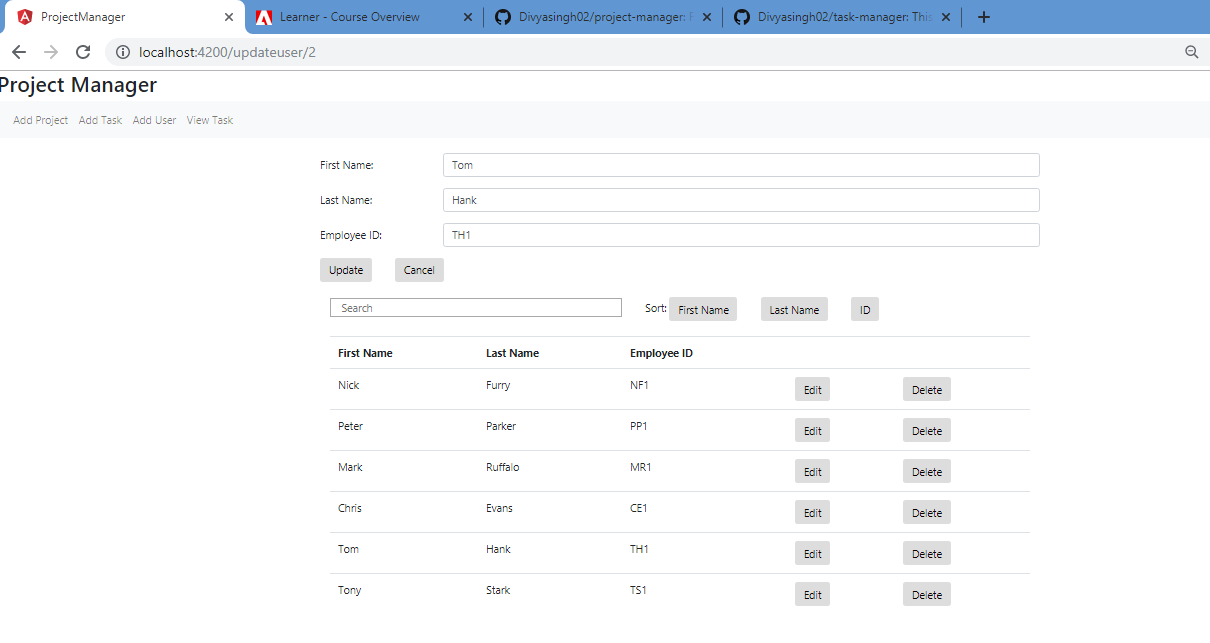 ProjectManager
Learner - Course Overview
Divyasingh02/project-manager:
Divyasingh02/task-manager: This
localhost:4200/updateuser/2
Project Manager
Add Project Add Task Add User View Task
First Name: Tom
Last Name: Hank
Employee ID: TH1
Update Cancel
Search Sort: First Name Last Name ID
First Name Last Name Employee ID
Nick Furry NF1 Edit Delete
Peter Parker PP1 Edit Delete
Mark Ruffalo MR1 Edit Delete
Chris Evans CE1 Edit Delete
Tom Hank TH1 Edit Delete
Tony Stark TS1 Edit Delete